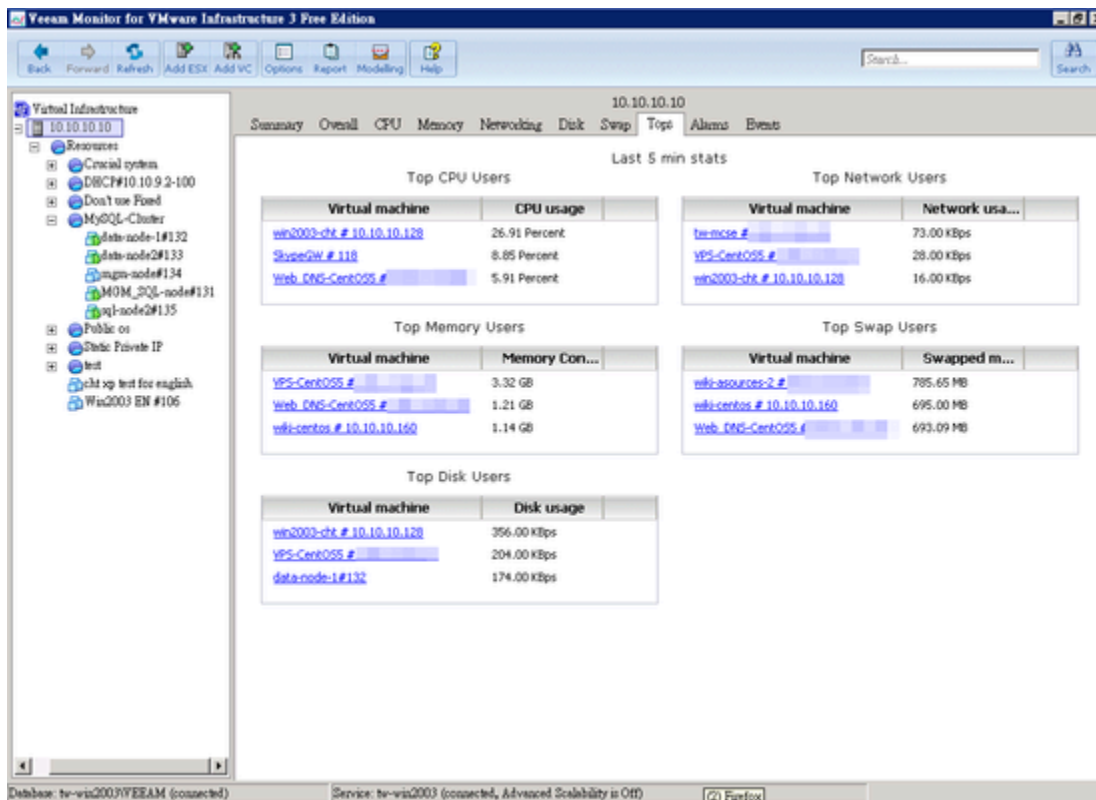 Veeam Monitor for VMware Infrastructure 3 Free Edition
Back Forward Refresh Add ESX Add VC Options Report Modelling Help
Search...
Search
Virtual Infrastructure
10.10.10.10
Resources
Crucial system
DHCP#10.10.9.2-100
Don't use Fixed
MySQL-Cluster
data-node-1#132
data-node2#133
mgm-node#134
MGM_SQL-node#131
sql-node2#135
Public os
Static Private IP
test
cht xp test for english
Win2003 EN #106
10.10.10.10
Summary Overall CPU Memory Networking Disk Swap Tops Alarms Events
Last 5 min stats
Top CPU Users
Virtual machine CPU usage
win2003-cht # 10.10.10.128 26.91 Percent
SkypeGW # 118 8.85 Percent
Web_DNS-CentOS5 # 5.91 Percent
Top Network Users
Virtual machine Network usa...
tw-mcse # 73.00 KBps
VPS-CentOS5 # 28.00 KBps
win2003-cht # 10.10.10.128 16.00 KBps
Top Memory Users
Virtual machine Memory Con...
VPS-CentOS5 # 3.32 GB
Web_DNS-CentOS5 # 1.21 GB
wiki-centos # 10.10.10.160 1.14 GB
Top Swap Users
Virtual machine Swapped m...
wiki-asources-2 # 785.65 MB
wiki-centos # 10.10.10.160 695.00 MB
Web_DNS-CentOS5 # 693.09 MB
Top Disk Users
Virtual machine Disk usage
win2003-cht # 10.10.10.128 356.00 KBps
VPS-CentOS5 # 204.00 KBps
data-node-1#132 174.00 KBps
Database: tw-win2003\VEEAM (connected)
Service: tw-win2003 (connected, Advanced Scalability is Off)
(2) Firefox